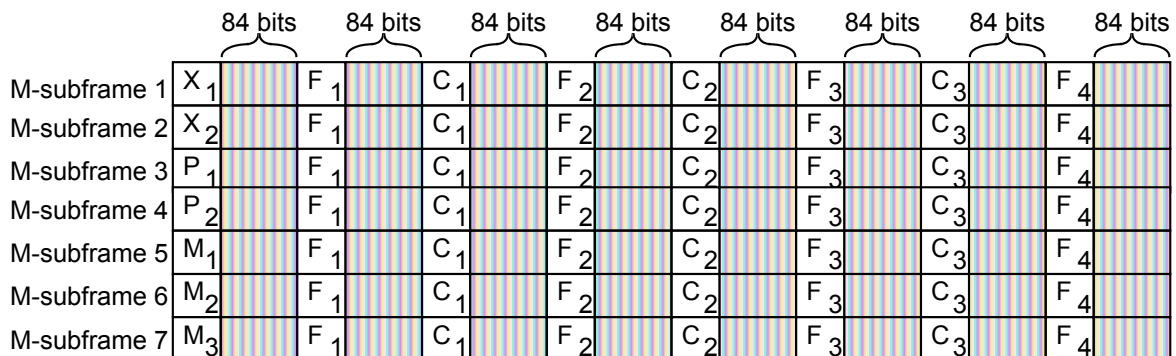 84 bits 84 bits 84 bits 84 bits 84 bits 84 bits 84 bits 84 bits
M-subframe 1 X1 F1 C1 F2 C2 F3 C3 F4
M-subframe 2 X2 F1 C1 F2 C2 F3 C3 F4
M-subframe 3 P1 F1 C1 F2 C2 F3 C3 F4
M-subframe 4 P2 F1 C1 F2 C2 F3 C3 F4
M-subframe 5 M1 F1 C1 F2 C2 F3 C3 F4
M-subframe 6 M2 F1 C1 F2 C2 F3 C3 F4
M-subframe 7 M3 F1 C1 F2 C2 F3 C3 F4